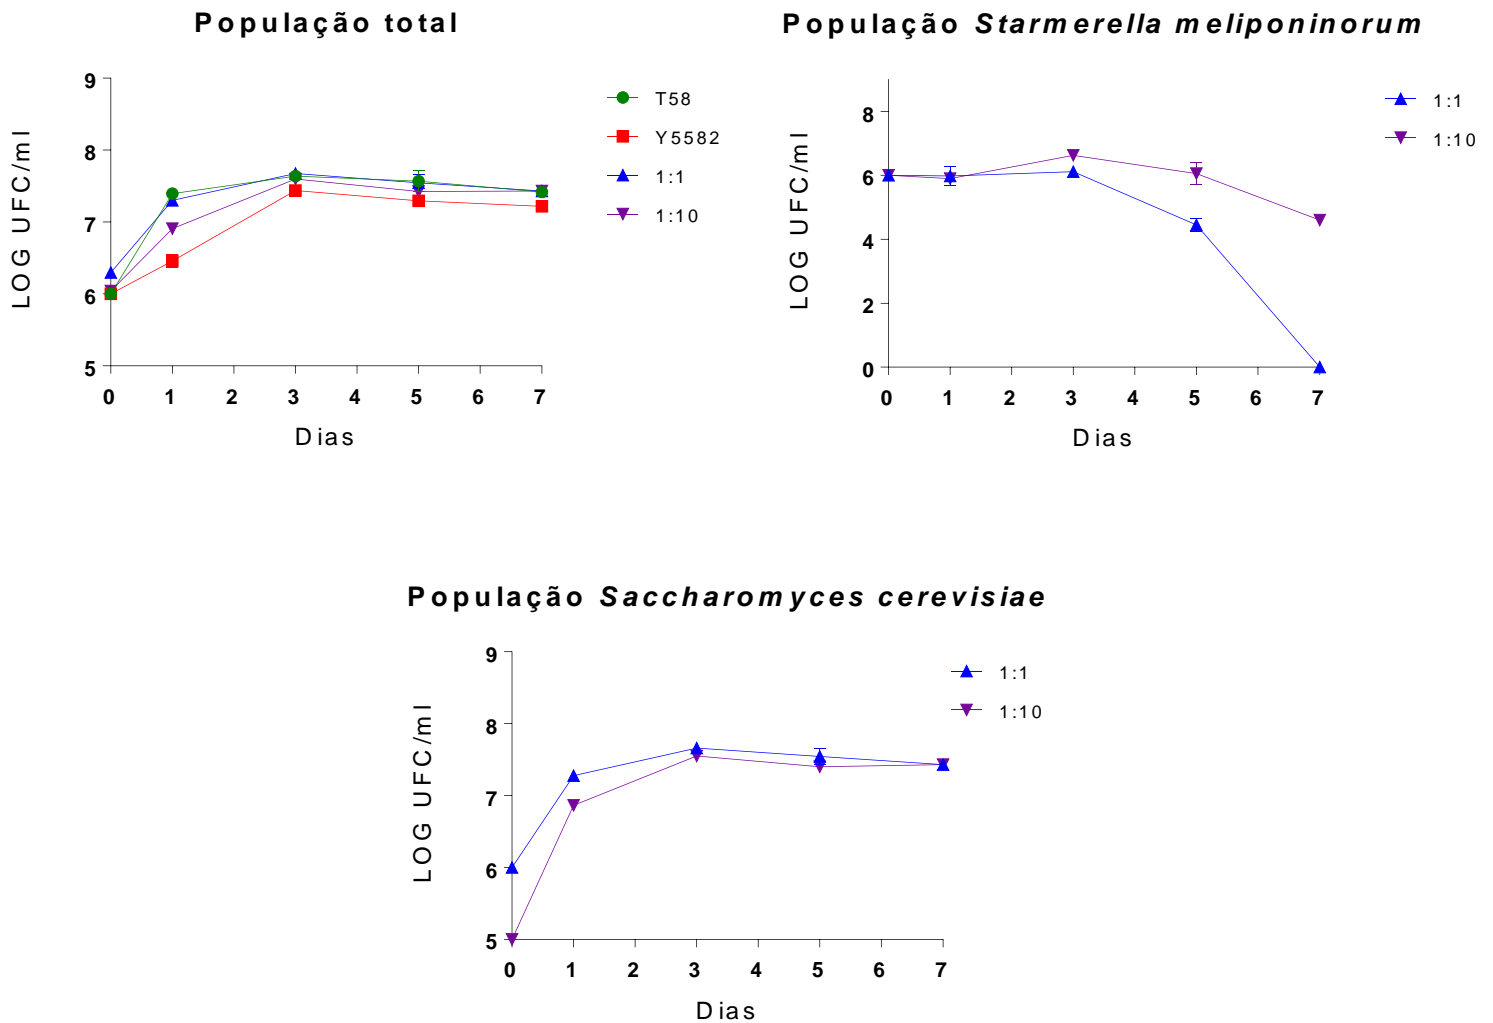 População total
9
8
7
6
5
0 1 2 3 4 5 6 7
LOG UFC/ml
Dias
T58
Y5582
1:1
1:10
População Starmerella meliponinorum
8
6
4
2
0
0 1 2 3 4 5 6 7
LOG UFC/ml
Dias
1:1
1:10
População Saccharomyces cerevisiae
9
8
7
6
5
0 1 2 3 4 5 6 7
LOG UFC/ml
Dias
1:1
1:10